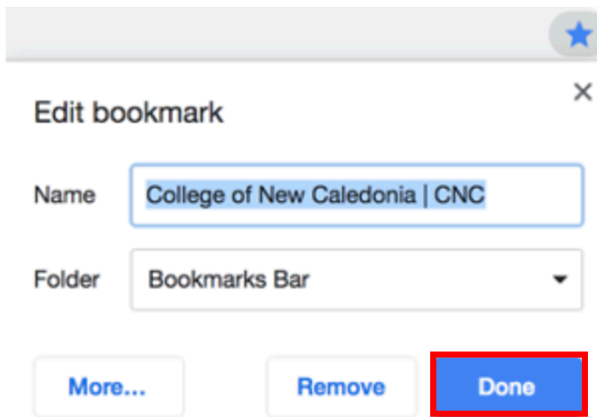 Edit bookmark
Name College of New Caledonia | CNC
Folder Bookmarks Bar
More... Remove Done